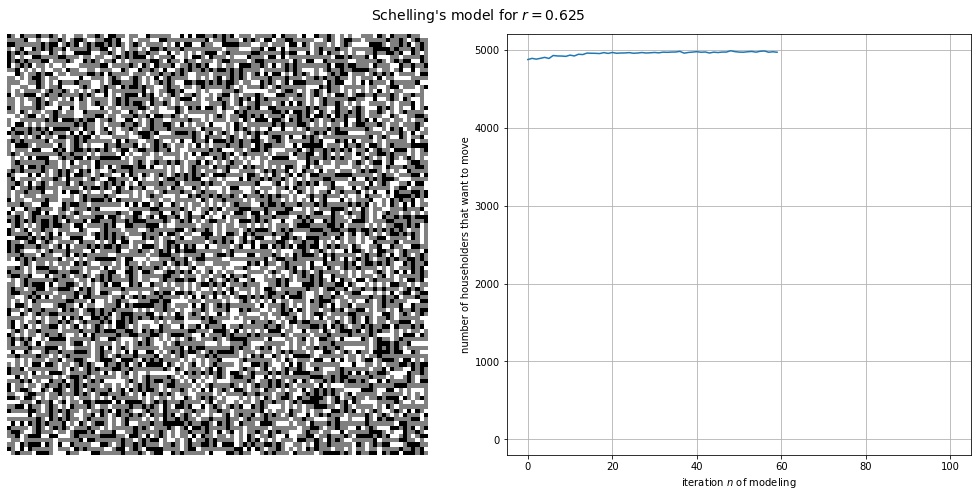 Schelling's model for r = 0.625
number of householders that want to move
5000
4000
3000
2000
1000
0
0 20 40 60 80 100
iteration n of modeling